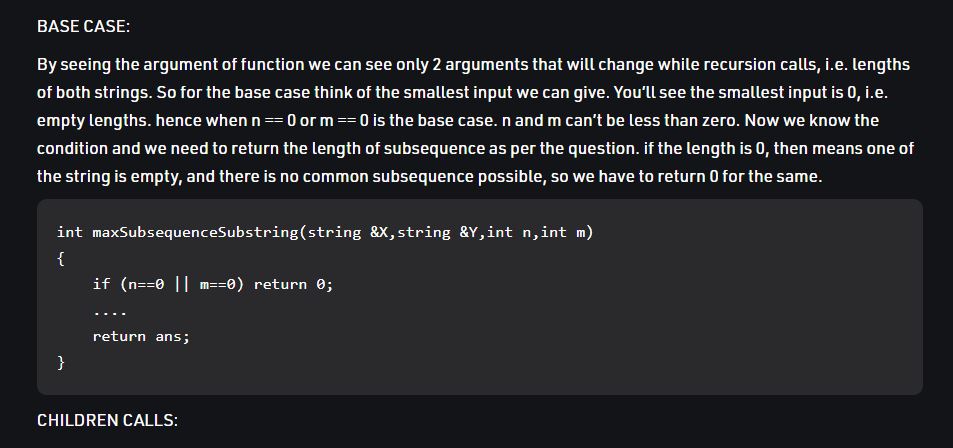 BASE CASE:
By seeing the argument of function we can see only 2 arguments that will change while recursion calls, i.e. lengths
of both strings. So for the base case think of the smallest input we can give. You’ll see the smallest input is 0, i.e.
empty lengths. hence when n == 0 or m == 0 is the base case. n and m can’t be less than zero. Now we know the
condition and we need to return the length of subsequence as per the question. if the length is 0, then means one of
the string is empty, and there is no common subsequence possible, so we have to return 0 for the same.
int maxSubsequenceSubstring(string &X,string &Y,int n,int m)
{
    if (n==0 || m==0) return 0;
    ....
    return ans;
}
CHILDREN CALLS: